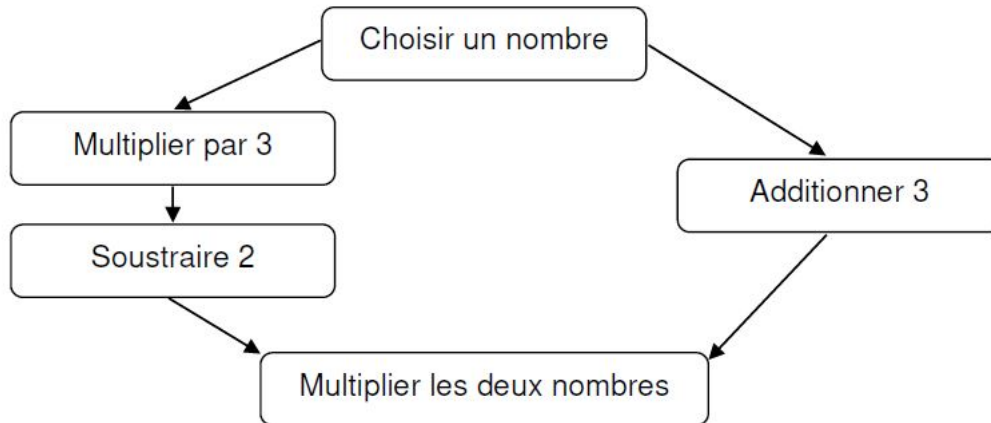 Choisir un nombre
Multiplier par 3
Additionner 3
Soustraire 2
Multiplier les deux nombres